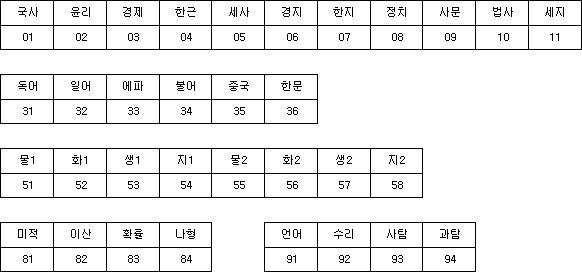 국사 윤리 경제 한근 세사 경지 한지 정치 사문 법사 세지
01 02 03 04 05 06 07 08 09 10 11
독어 일어 에파 불어 중국 한문
31 32 33 34 35 36
물1 화1 생1 지1 물2 화2 생2 지2
51 52 53 54 55 56 57 58
미적 이산 확률 나형 언어 수리 사탐 과탐
81 82 83 84 91 92 93 94